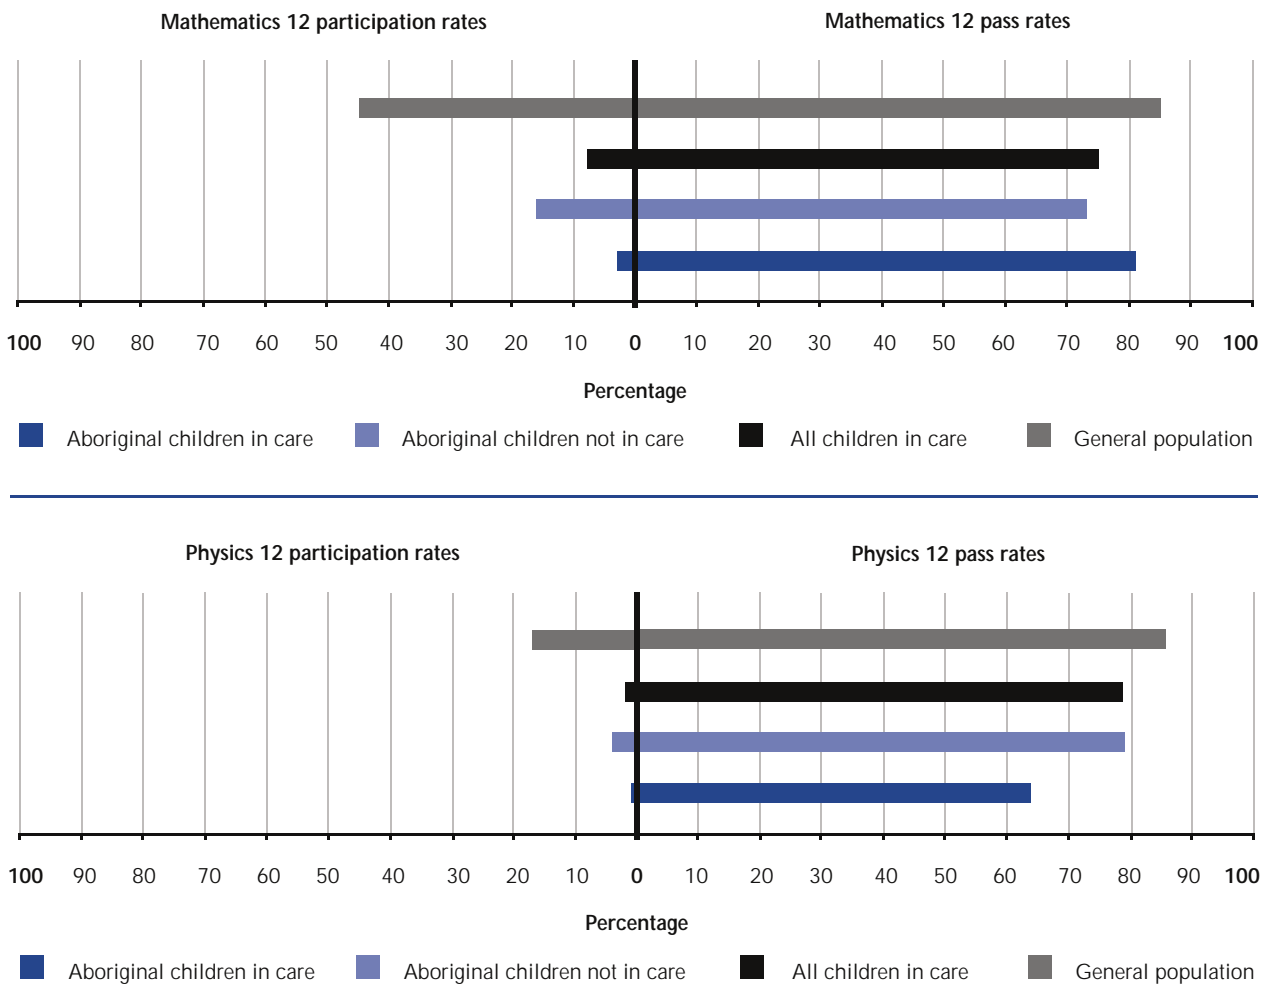 Mathematics 12 participation rates Mathematics 12 pass rates
100 90 80 70 60 50 40 30 20 10 0 10 20 30 40 50 60 70 80 90 100
Percentage
Aboriginal children in care Aboriginal children not in care All children in care General population
Physics 12 participation rates Physics 12 pass rates
100 90 80 70 60 50 40 30 20 10 0 10 20 30 40 50 60 70 80 90 100
Percentage
Aboriginal children in care Aboriginal children not in care All children in care General population